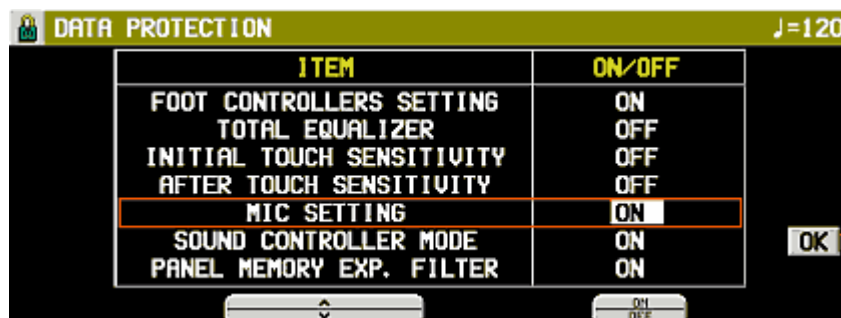 DATA PROTECTION ♩=120
ITEM ON/OFF
FOOT CONTROLLERS SETTING ON
TOTAL EQUALIZER OFF
INITIAL TOUCH SENSITIVITY OFF
AFTER TOUCH SENSITIVITY OFF
MIC SETTING ON
SOUND CONTROLLER MODE ON
OK
PANEL MEMORY EXP. FILTER ON
ON
OFF